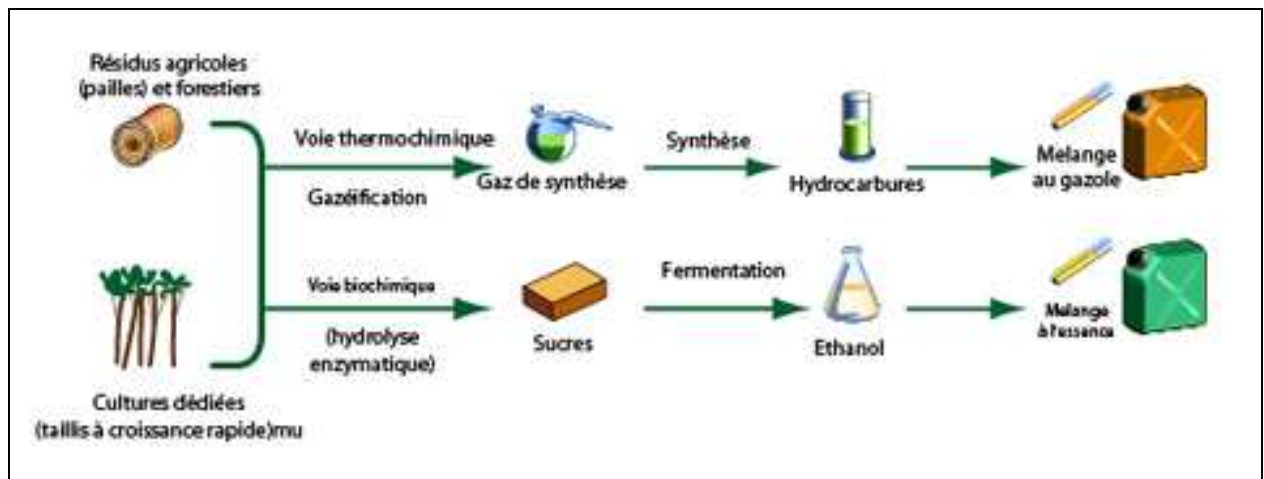 Résidus agricoles
(pailles) et forestiers
Voie thermochimique
Gazéification
Gaz de synthèse
Synthèse
Hydrocarbures
Melange
au gazole
Cultures dédiées
(taillis à croissance rapide)mu
Voie biochimique
(hydrolyse
enzymatique)
Sucres
Fermentation
Ethanol
Melange
à l'essence